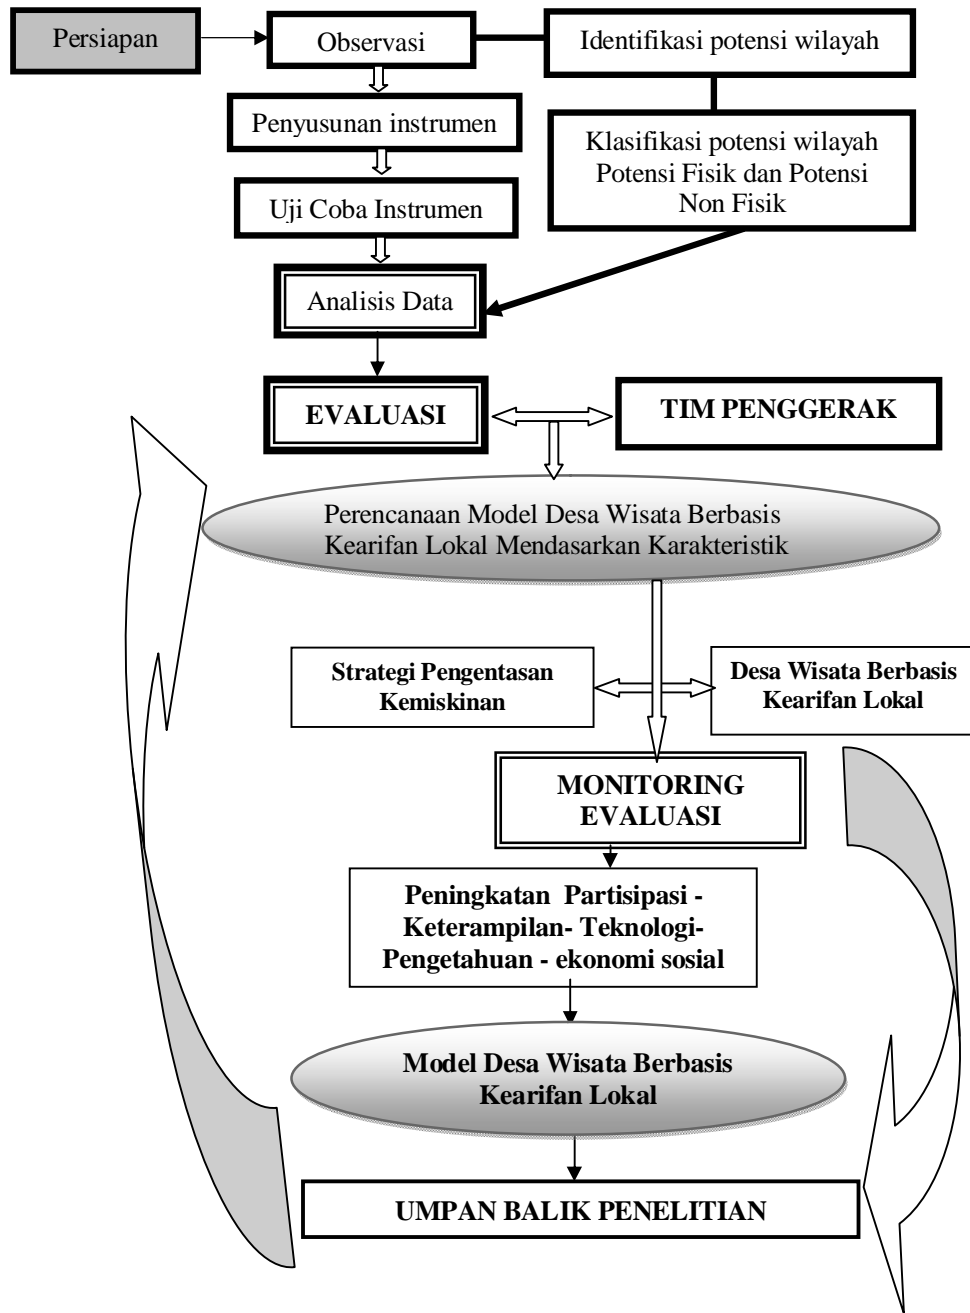 Persiapan
Observasi
Identifikasi potensi wilayah
Penyusunan instrumen
Klasifikasi potensi wilayah
Potensi Fisik dan Potensi
Non Fisik
Uji Coba Instrumen
Analisis Data
EVALUASI
TIM PENGGERAK
Perencanaan Model Desa Wisata Berbasis
Kearifan Lokal Mendasarkan Karakteristik
Strategi Pengentasan
Kemiskinan
Desa Wisata Berbasis
Kearifan Lokal
MONITORING
EVALUASI
Peningkatan Partisipasi -
Keterampilan- Teknologi-
Pengetahuan - ekonomi sosial
Model Desa Wisata Berbasis
Kearifan Lokal
UMPAN BALIK PENELITIAN